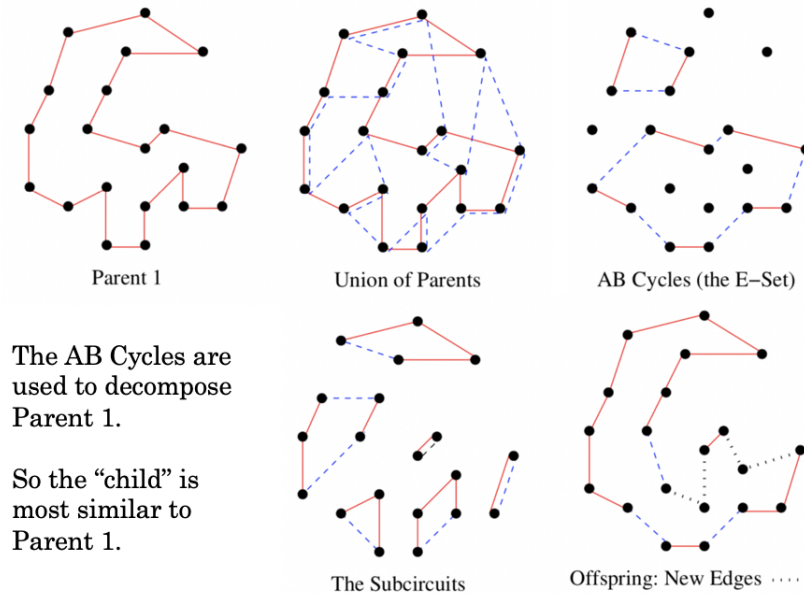 Parent 1
Union of Parents
AB Cycles (the E−Set)
The AB Cycles are
used to decompose
Parent 1.
So the “child” is
most similar to
Parent 1.
The Subcircuits
Offspring: New Edges